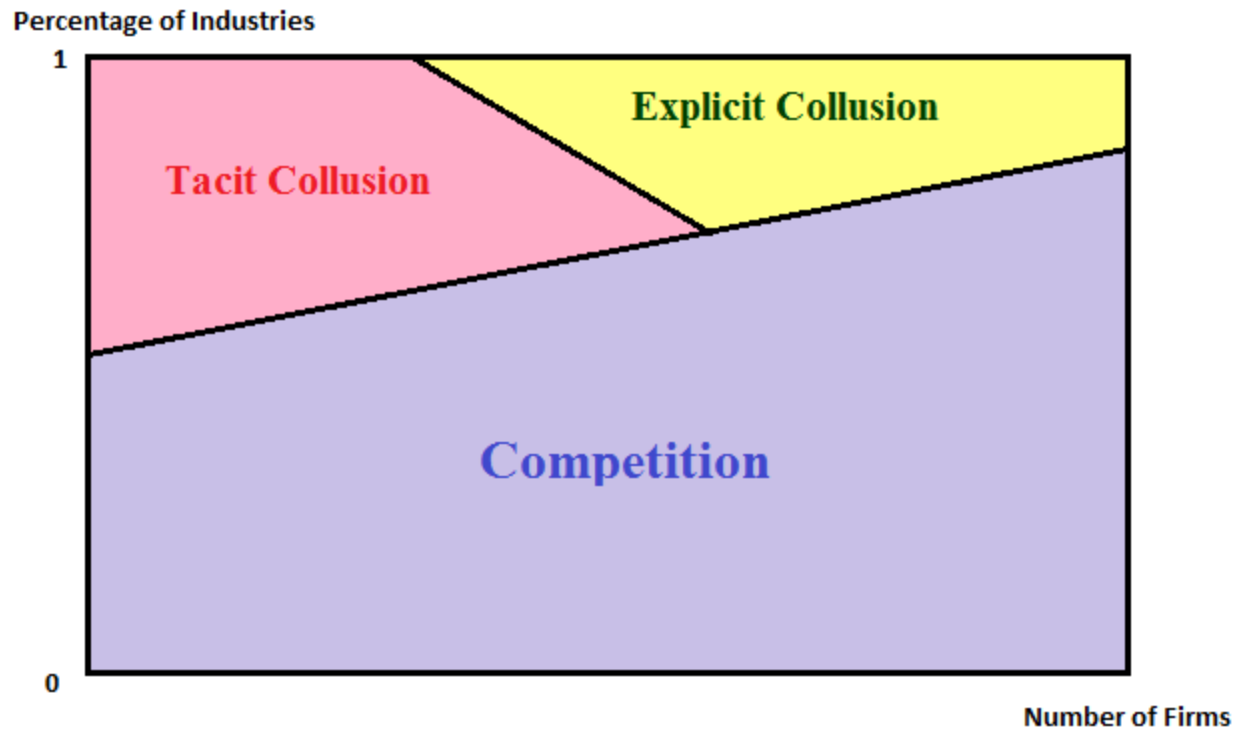 Percentage of Industries
1
Explicit Collusion
Tacit Collusion
Competition
0
Number of Firms